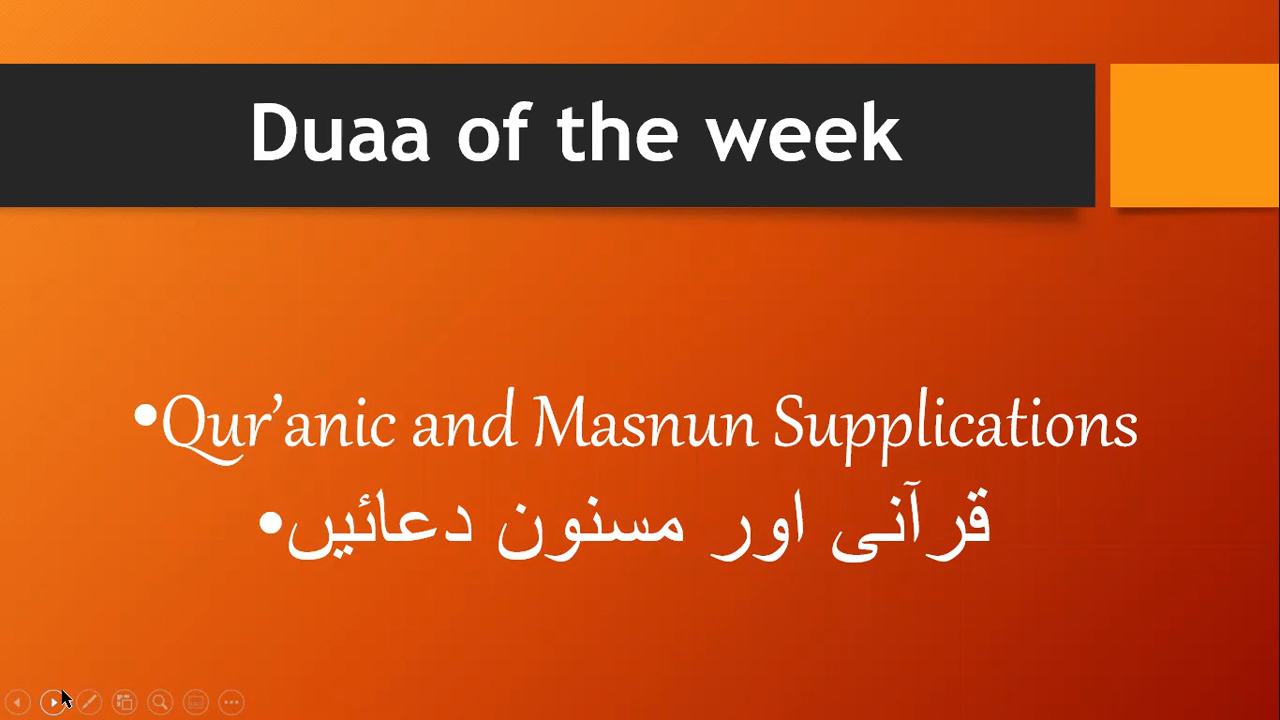 Duaa of the week
•Qur’anic and Masnun Supplications
•قرآنی اور مسنون دعائیں